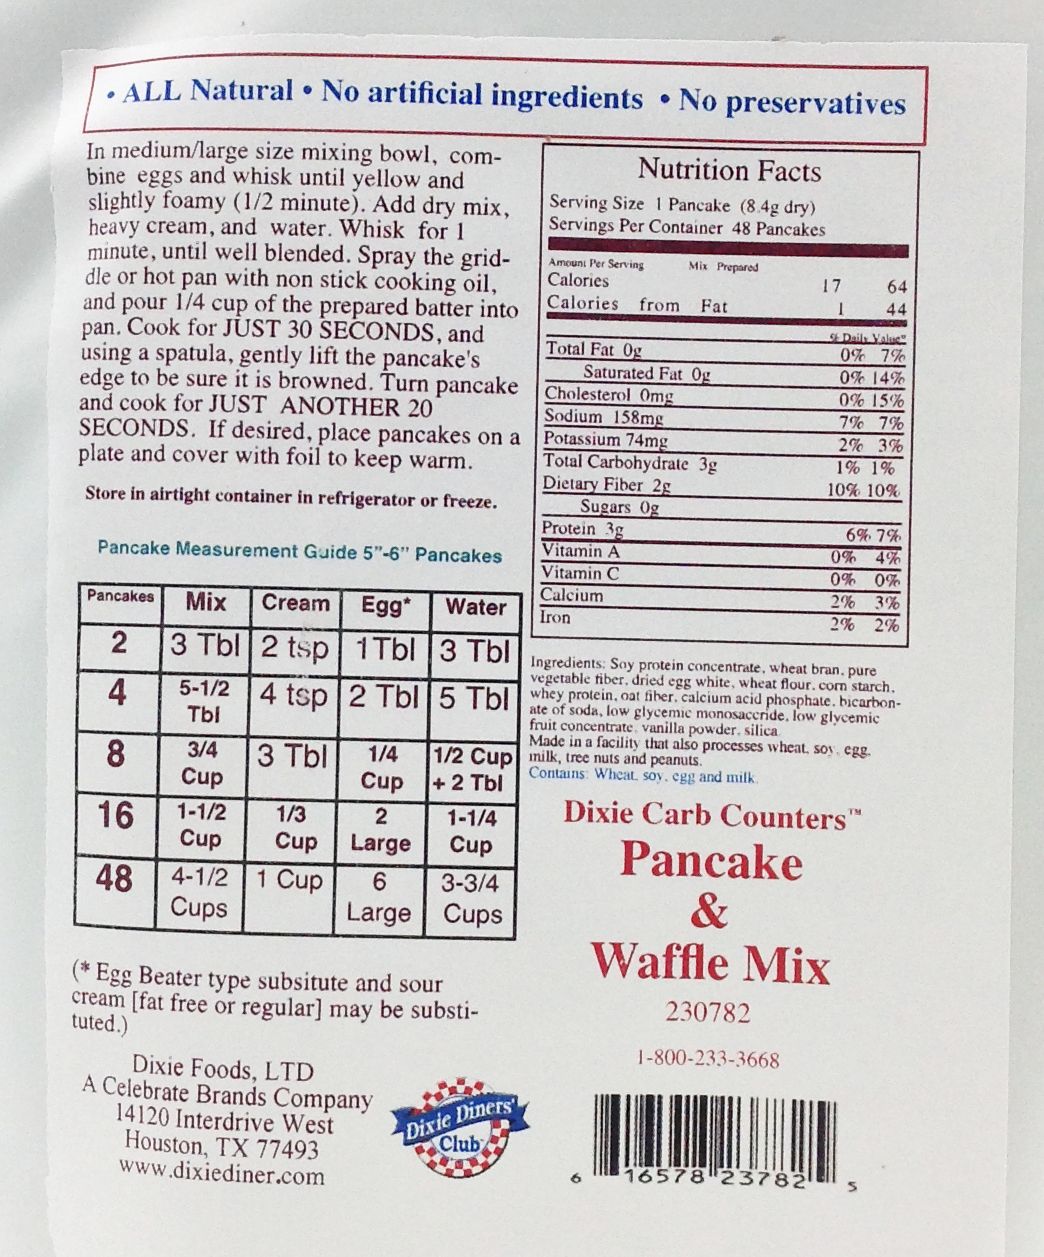 • ALL Natural • No artificial ingredients • No preservatives
In medium/large size mixing bowl, com-
bine eggs and whisk until yellow and
slightly foamy (1/2 minute). Add dry mix,
heavy cream, and water. Whisk for 1
minute, until well blended. Spray the grid-
dle or hot pan with non stick cooking oil,
and pour 1/4 cup of the prepared batter into
pan. Cook for JUST 30 SECONDS, and
using a spatula, gently lift the pancake's
edge to be sure it is browned. Turn pancake
and cook for JUST ANOTHER 20
SECONDS. If desired, place pancakes on a
plate and cover with foil to keep warm.
Store in airtight container in refrigerator or freeze.
Pancake Measurement Guide 5"-6" Pancakes
Pancakes Mix Cream Egg* Water
2 3 Tbl 2 tsp 1Tbl 3 Tbl
4 5-1/2 Tbl 4 tsp 2 Tbl 5 Tbl
8 3/4 Cup 3 Tbl 1/4 Cup 1/2 Cup + 2 Tbl
16 1-1/2 Cup 1/3 Cup 2 Large 1-1/4 Cup
48 4-1/2 Cups 1 Cup 6 Large 3-3/4 Cups
(* Egg Beater type subsitute and sour
cream [fat free or regular] may be substi-
tuted.)
Dixie Foods, LTD
A Celebrate Brands Company
14120 Interdrive West
Houston, TX 77493
www.dixiediner.com
Dixie Diners'
Club
Nutrition Facts
Serving Size 1 Pancake (8.4g dry)
Servings Per Container 48 Pancakes
Amount Per Serving Mix Prepared
Calories 17 64
Calories from Fat 1 44
% Daily Value*
Total Fat 0g 0% 7%
Saturated Fat 0g 0% 14%
Cholesterol 0mg 0% 15%
Sodium 158mg 7% 7%
Potassium 74mg 2% 3%
Total Carbohydrate 3g 1% 1%
Dietary Fiber 2g 10% 10%
Sugars 0g
Protein 3g 6% 7%
Vitamin A 0% 4%
Vitamin C 0% 0%
Calcium 2% 3%
Iron 2% 2%
Ingredients: Soy protein concentrate, wheat bran, pure
vegetable fiber, dried egg white, wheat flour, corn starch,
whey protein, oat fiber, calcium acid phosphate, bicarbon-
ate of soda, low glycemic monosaccride, low glycemic
fruit concentrate, vanilla powder, silica.
Made in a facility that also processes wheat, soy, egg,
milk, tree nuts and peanuts.
Contains: Wheat, soy, egg and milk.
Dixie Carb Counters™
Pancake
&
Waffle Mix
230782
1-800-233-3668
6 16578 23782 5